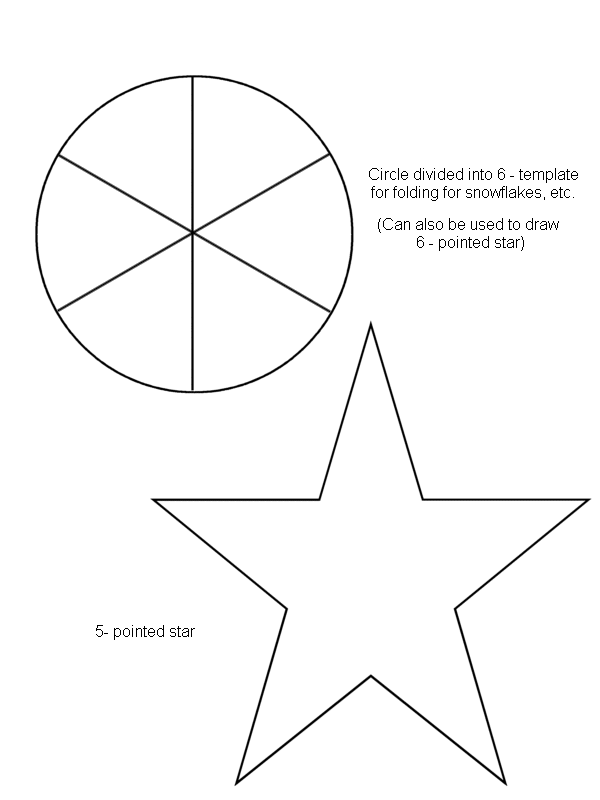 Circle divided into 6 - template
for folding for snowflakes, etc.
(Can also be used to draw
6 - pointed star)
5- pointed star